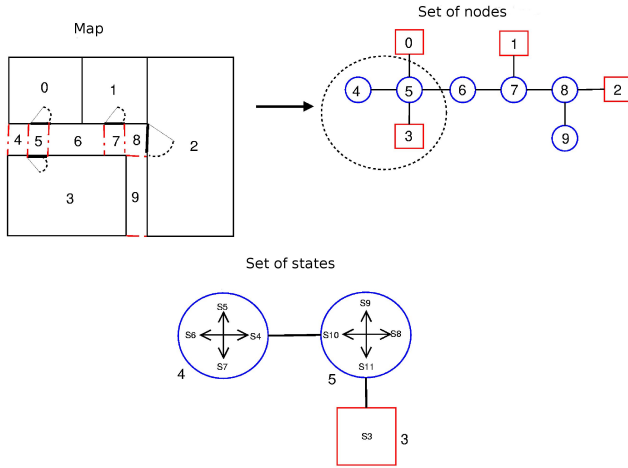 Map
Set of nodes
0 1
4 5 6 7 8 2
3 9
0 1
4 5 6 7 8 2
3 9
Set of states
S5 S9
S6 S4 S10 S8
S7 S11
4 5
S3 3